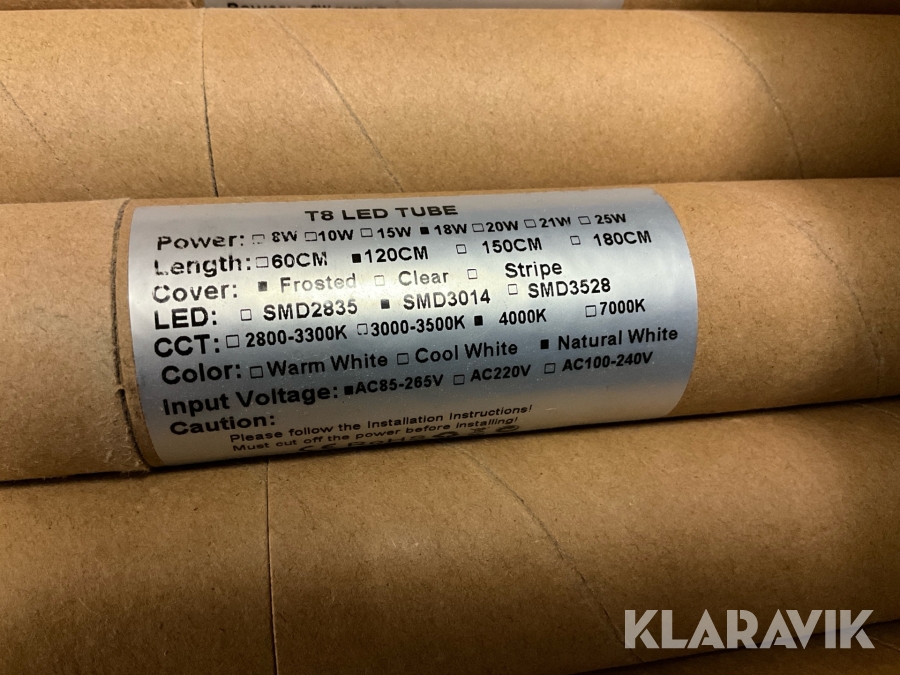 T8 LED TUBE
Power: □ 8W □10W □15W ■18W □20W □21W □25W
Length: □60CM ■120CM □ 150CM □ 180CM
Cover: ■ Frosted □ Clear □ Stripe
LED: □ SMD2835 ■ SMD3014 □ SMD3528
CCT: □ 2800-3300K □3000-3500K ■ 4000K □7000K
Color: □Warm White □Cool White ■ Natural White
Input Voltage: ■AC85-265V □ AC220V □ AC100-240V
Caution:
Please follow the Installation Instructions!
Must cut off the power before installing!
CE RoHS
KLARAVIK